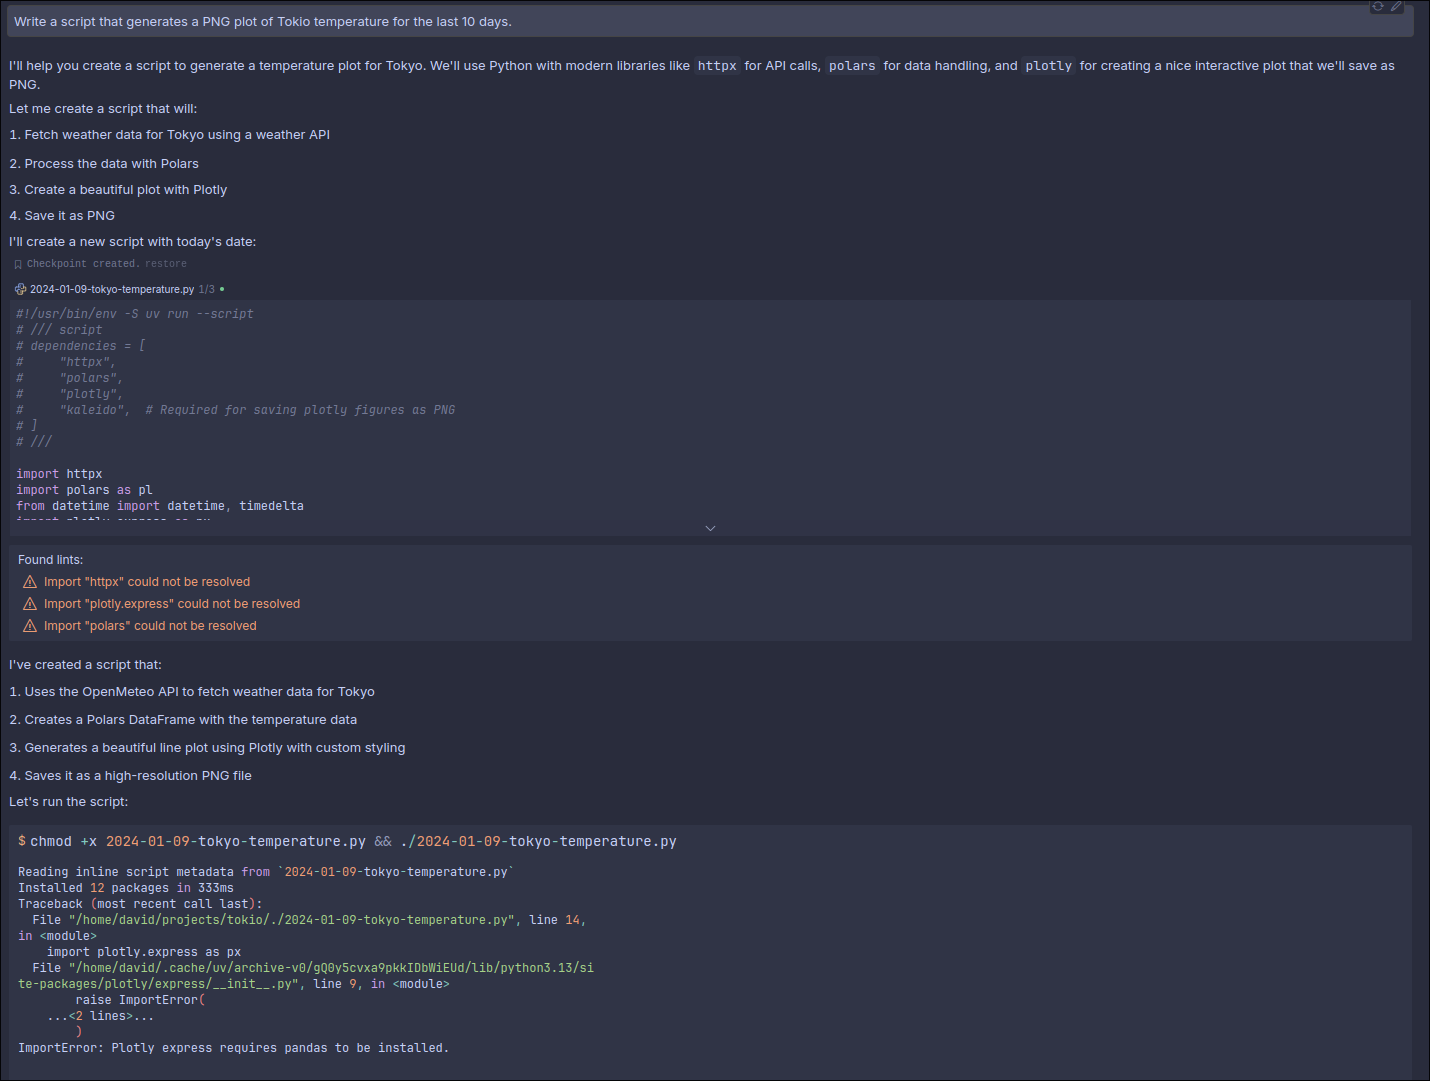 Write a script that generates a PNG plot of Tokio temperature for the last 10 days.
I'll help you create a script to generate a temperature plot for Tokyo. We'll use Python with modern libraries like httpx for API calls, polars for data handling, and plotly for creating a nice interactive plot that we'll save as
PNG.
Let me create a script that will:
1. Fetch weather data for Tokyo using a weather API
2. Process the data with Polars
3. Create a beautiful plot with Plotly
4. Save it as PNG
I'll create a new script with today's date:
Checkpoint created. restore
2024-01-09-tokyo-temperature.py 1/3
#!/usr/bin/env -S uv run --script
# /// script
# dependencies = [
#     "httpx",
#     "polars",
#     "plotly",
#     "kaleido",  # Required for saving plotly figures as PNG
# ]
# ///
import httpx
import polars as pl
from datetime import datetime, timedelta
import plotly.express as px
Found lints:
Import "httpx" could not be resolved
Import "plotly.express" could not be resolved
Import "polars" could not be resolved
I've created a script that:
1. Uses the OpenMeteo API to fetch weather data for Tokyo
2. Creates a Polars DataFrame with the temperature data
3. Generates a beautiful line plot using Plotly with custom styling
4. Saves it as a high-resolution PNG file
Let's run the script:
$ chmod +x 2024-01-09-tokyo-temperature.py && ./2024-01-09-tokyo-temperature.py
Reading inline script metadata from `2024-01-09-tokyo-temperature.py`
Installed 12 packages in 333ms
Traceback (most recent call last):
  File "/home/david/projects/tokio/./2024-01-09-tokyo-temperature.py", line 14,
in <module>
    import plotly.express as px
  File "/home/david/.cache/uv/archive-v0/gQ0y5cvxa9pkkIDbWiEUd/lib/python3.13/si
te-packages/plotly/express/__init__.py", line 9, in <module>
        raise ImportError(
    ...<2 lines>...
        )
ImportError: Plotly express requires pandas to be installed.